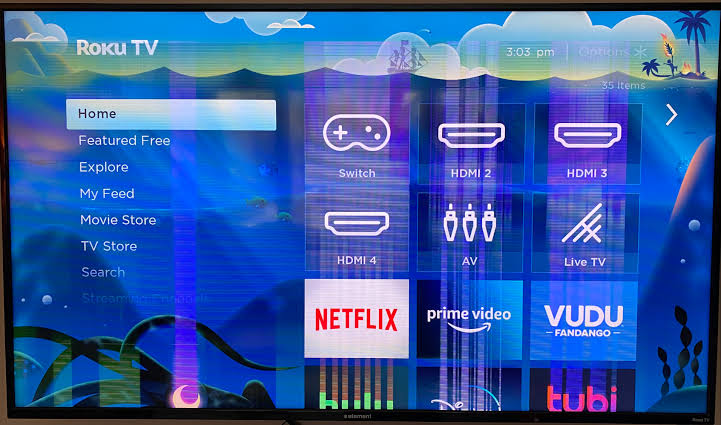 Roku TV
3:03 pm
Options
35 Items
Home
Featured Free
Explore
My Feed
Movie Store
TV Store
Search
Streaming Channels
Switch
HDMI 2
HDMI 3
HDMI 4
AV
Live TV
NETFLIX
prime video
VUDU
FANDANGO
hulu
tubi
element
Roku TV